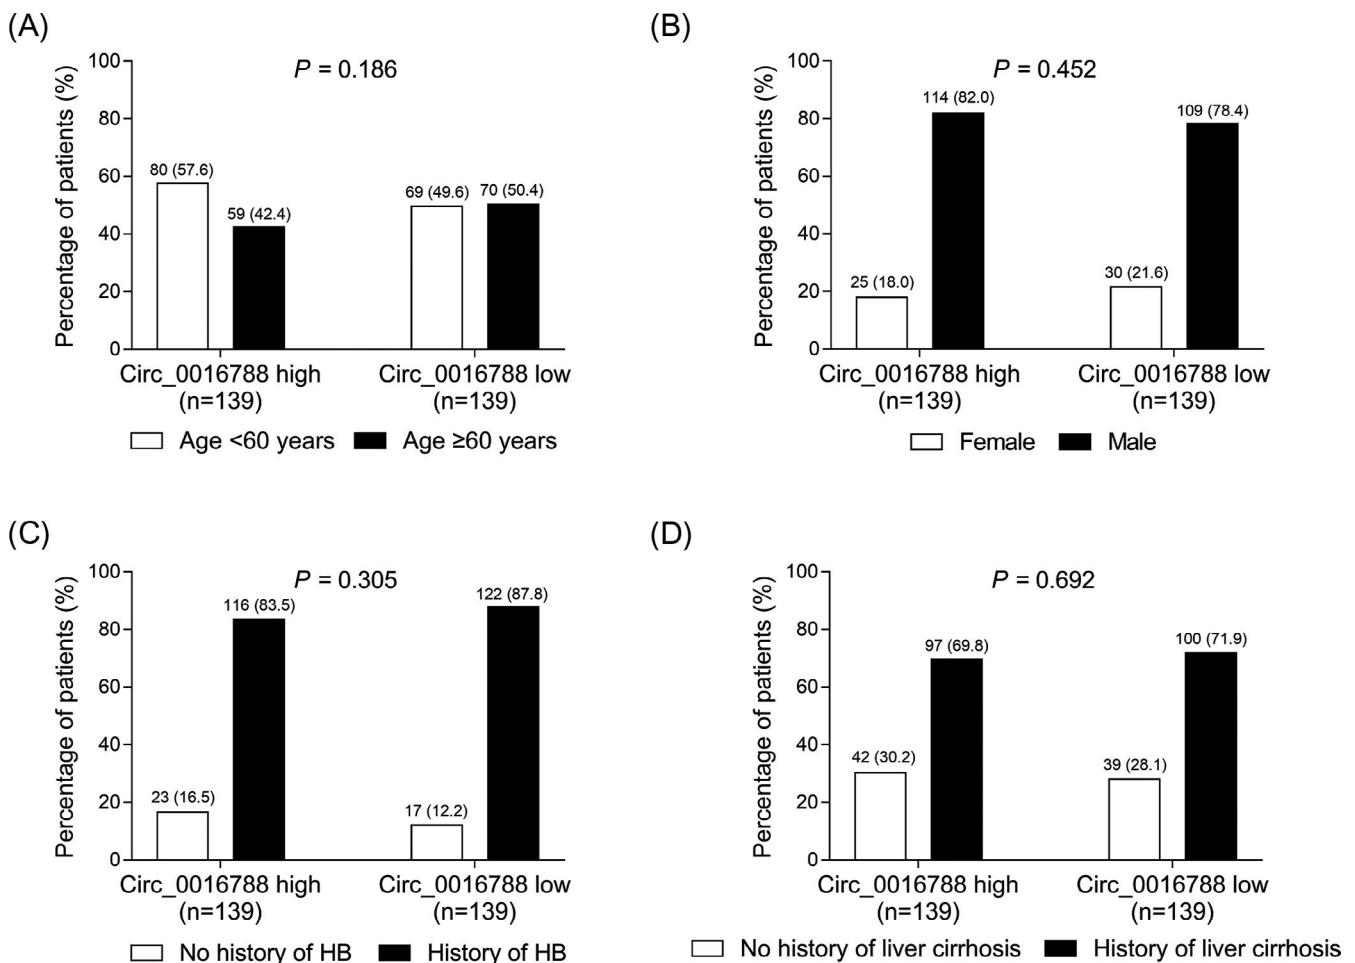 (A)
P = 0.186
Percentage of patients (%)
100
80
60
40
20
0
80 (57.6)
59 (42.4)
69 (49.6)
70 (50.4)
Circ_0016788 high
(n=139)
Circ_0016788 low
(n=139)
Age <60 years
Age ≥60 years
(B)
P = 0.452
Percentage of patients (%)
100
80
60
40
20
0
25 (18.0)
114 (82.0)
30 (21.6)
109 (78.4)
Circ_0016788 high
(n=139)
Circ_0016788 low
(n=139)
Female
Male
(C)
P = 0.305
Percentage of patients (%)
100
80
60
40
20
0
23 (16.5)
116 (83.5)
17 (12.2)
122 (87.8)
Circ_0016788 high
(n=139)
Circ_0016788 low
(n=139)
No history of HB
History of HB
(D)
P = 0.692
Percentage of patients (%)
100
80
60
40
20
0
42 (30.2)
97 (69.8)
39 (28.1)
100 (71.9)
Circ_0016788 high
(n=139)
Circ_0016788 low
(n=139)
No history of liver cirrhosis
History of liver cirrhosis